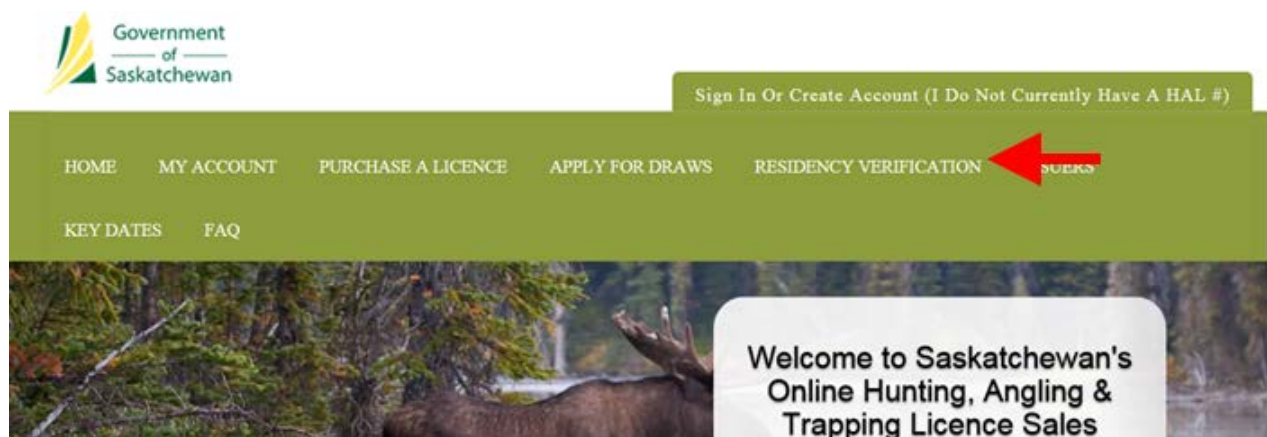 Government
of
Saskatchewan
Sign In Or Create Account (I Do Not Currently Have A HAL #)
HOME MY ACCOUNT PURCHASE A LICENCE APPLY FOR DRAWS RESIDENCY VERIFICATION
KEY DATES FAQ
Welcome to Saskatchewan's
Online Hunting, Angling &
Trapping Licence Sales